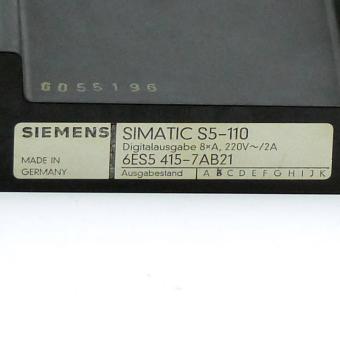 G055196
SIEMENS SIMATIC S5-110
Digitalausgabe 8×A, 220V~/2A
MADE IN GERMANY 6ES5 415-7AB21
Ausgabestand A B C D E F G H I J K